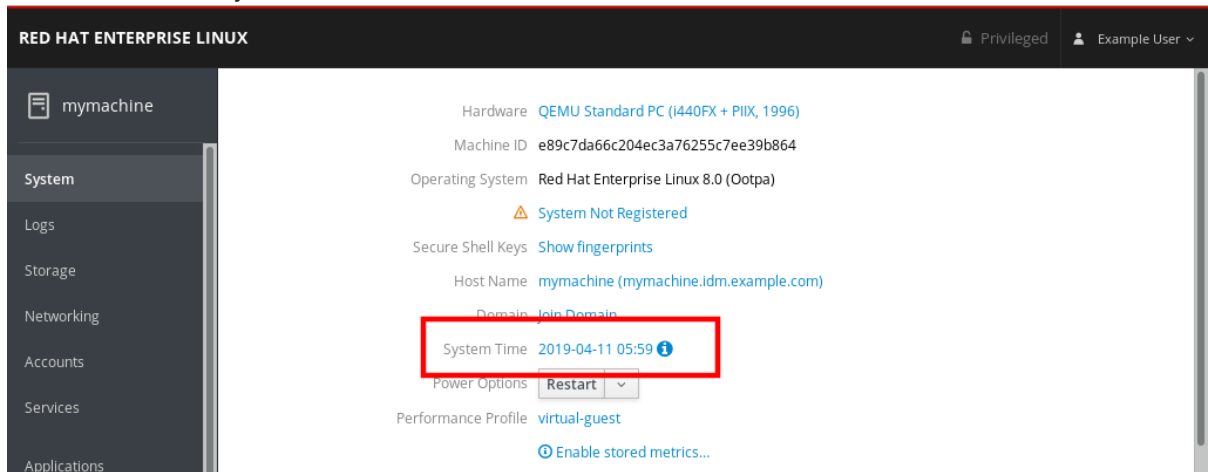 RED HAT ENTERPRISE LINUX Privileged Example User
mymachine
System
Logs
Storage
Networking
Accounts
Services
Applications
Hardware QEMU Standard PC (i440FX + PIIX, 1996)
Machine ID e89c7da66c204ec3a76255c7ee39b864
Operating System Red Hat Enterprise Linux 8.0 (Ootpa)
System Not Registered
Secure Shell Keys Show fingerprints
Host Name mymachine (mymachine.idm.example.com)
Domain Join Domain
System Time 2019-04-11 05:59
Power Options Restart
Performance Profile virtual-guest
Enable stored metrics...